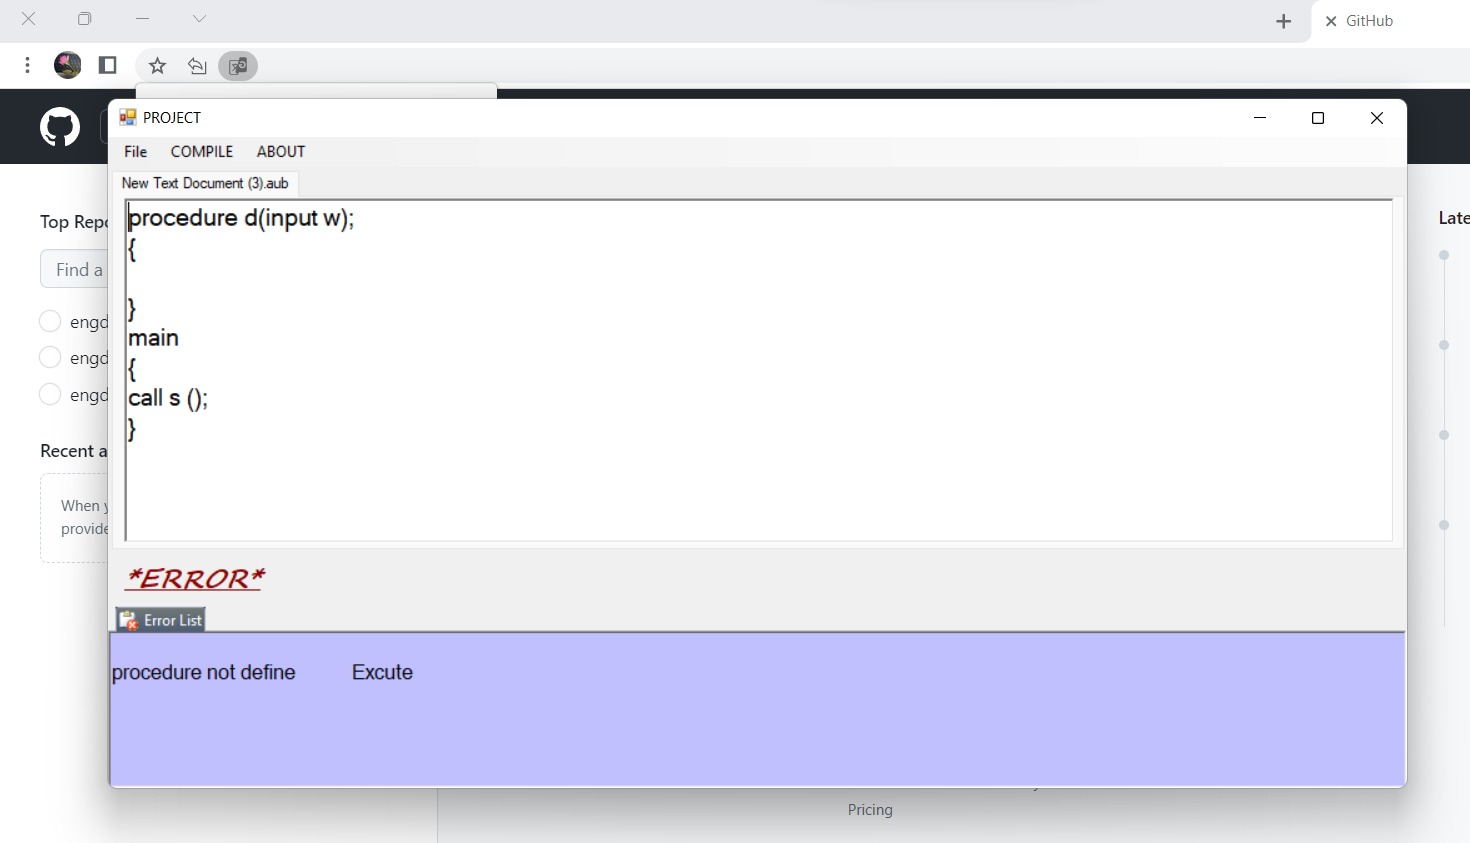 GitHub
PROJECT
File COMPILE ABOUT
New Text Document (3).aub
procedure d(input w);
{
}
main
{
call s ();
}
*ERROR*
Error List
procedure not define Excute
Top Rep
Find a
engd
engd
engd
Recent a
When y
provide
Late
Pricing